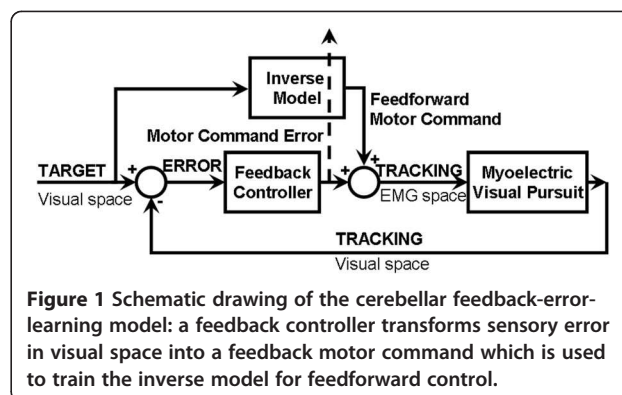 Inverse
Model
Feedforward
Motor Command
Motor Command Error
TARGET
Visual space
+
-
ERROR
Feedback
Controller
+
+
TRACKING
EMG space
Myoelectric
Visual Pursuit
TRACKING
Visual space
Figure 1 Schematic drawing of the cerebellar feedback-error-
learning model: a feedback controller transforms sensory error
in visual space into a feedback motor command which is used
to train the inverse model for feedforward control.